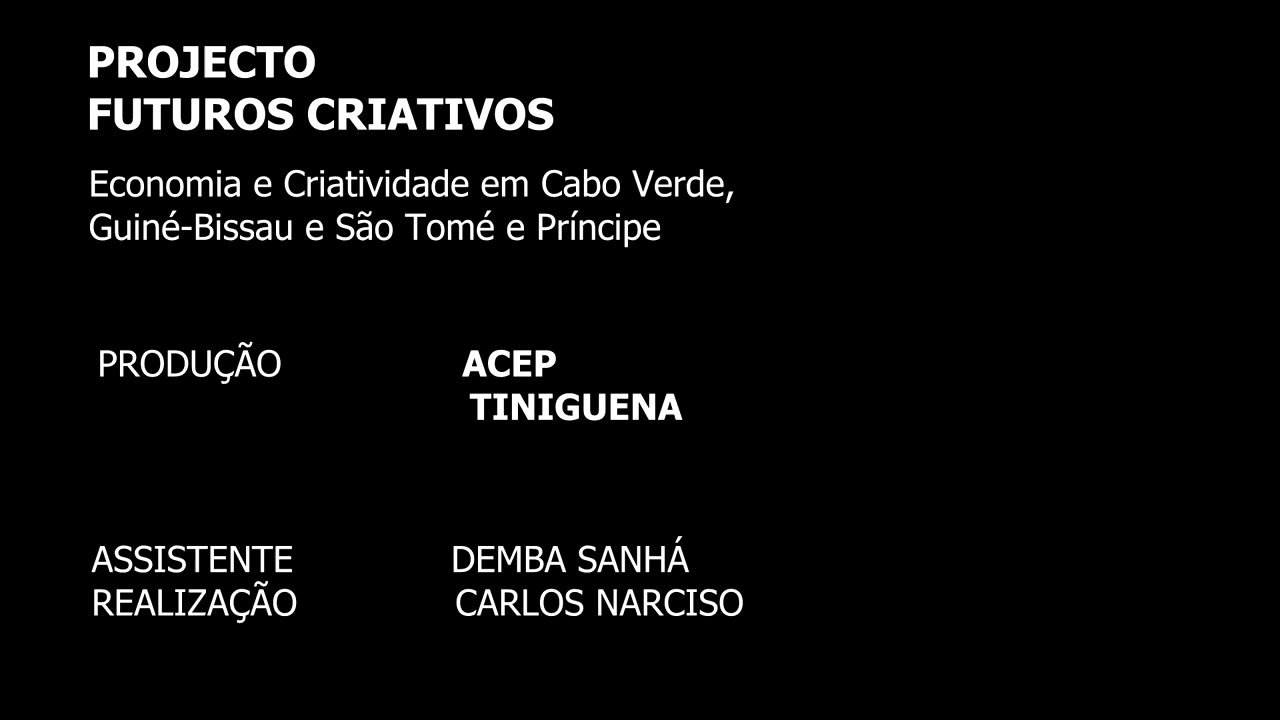 PROJECTO
FUTUROS CRIATIVOS
Economia e Criatividade em Cabo Verde,
Guiné-Bissau e São Tomé e Príncipe
PRODUÇÃO ACEP
TINIGUENA
ASSISTENTE DEMBA SANHÁ
REALIZAÇÃO CARLOS NARCISO